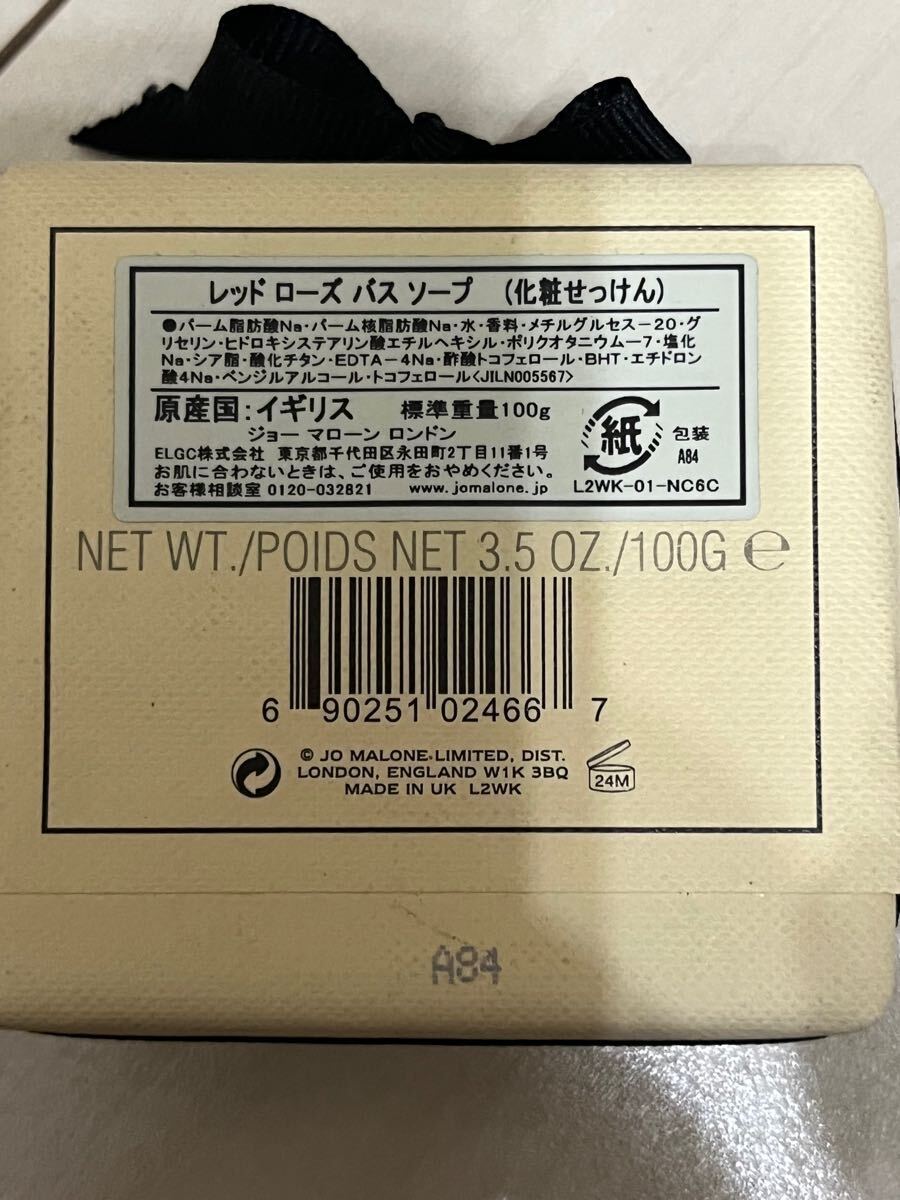 レッド ローズ バス ソープ （化粧せっけん）
●パーム脂肪酸Na・パーム核脂肪酸Na・水・香料・メチルグルセス－20・グ
リセリン・ヒドロキシステアリン酸エチルヘキシル・ポリクオタニウム－7・塩化
Na・シア脂・酸化チタン・EDTA－4Na・酢酸トコフェロール・BHT・エチドロン
酸4Na・ベンジルアルコール・トコフェロール<JILN005567>
原産国：イギリス 標準重量100g
ジョー マローン ロンドン
ELGC株式会社 東京都千代田区永田町2丁目11番1号
お肌に合わないときは、ご使用をおやめください。
お客様相談室 0120-032821 www.jomalone.jp
紙 包装
A84
L2WK-01-NC6C
NET WT./POIDS NET 3.5 OZ./100G ℮
6 90251 02466 7
© JO MALONE LIMITED, DIST.
LONDON, ENGLAND W1K 3BQ
MADE IN UK L2WK
24M
A84